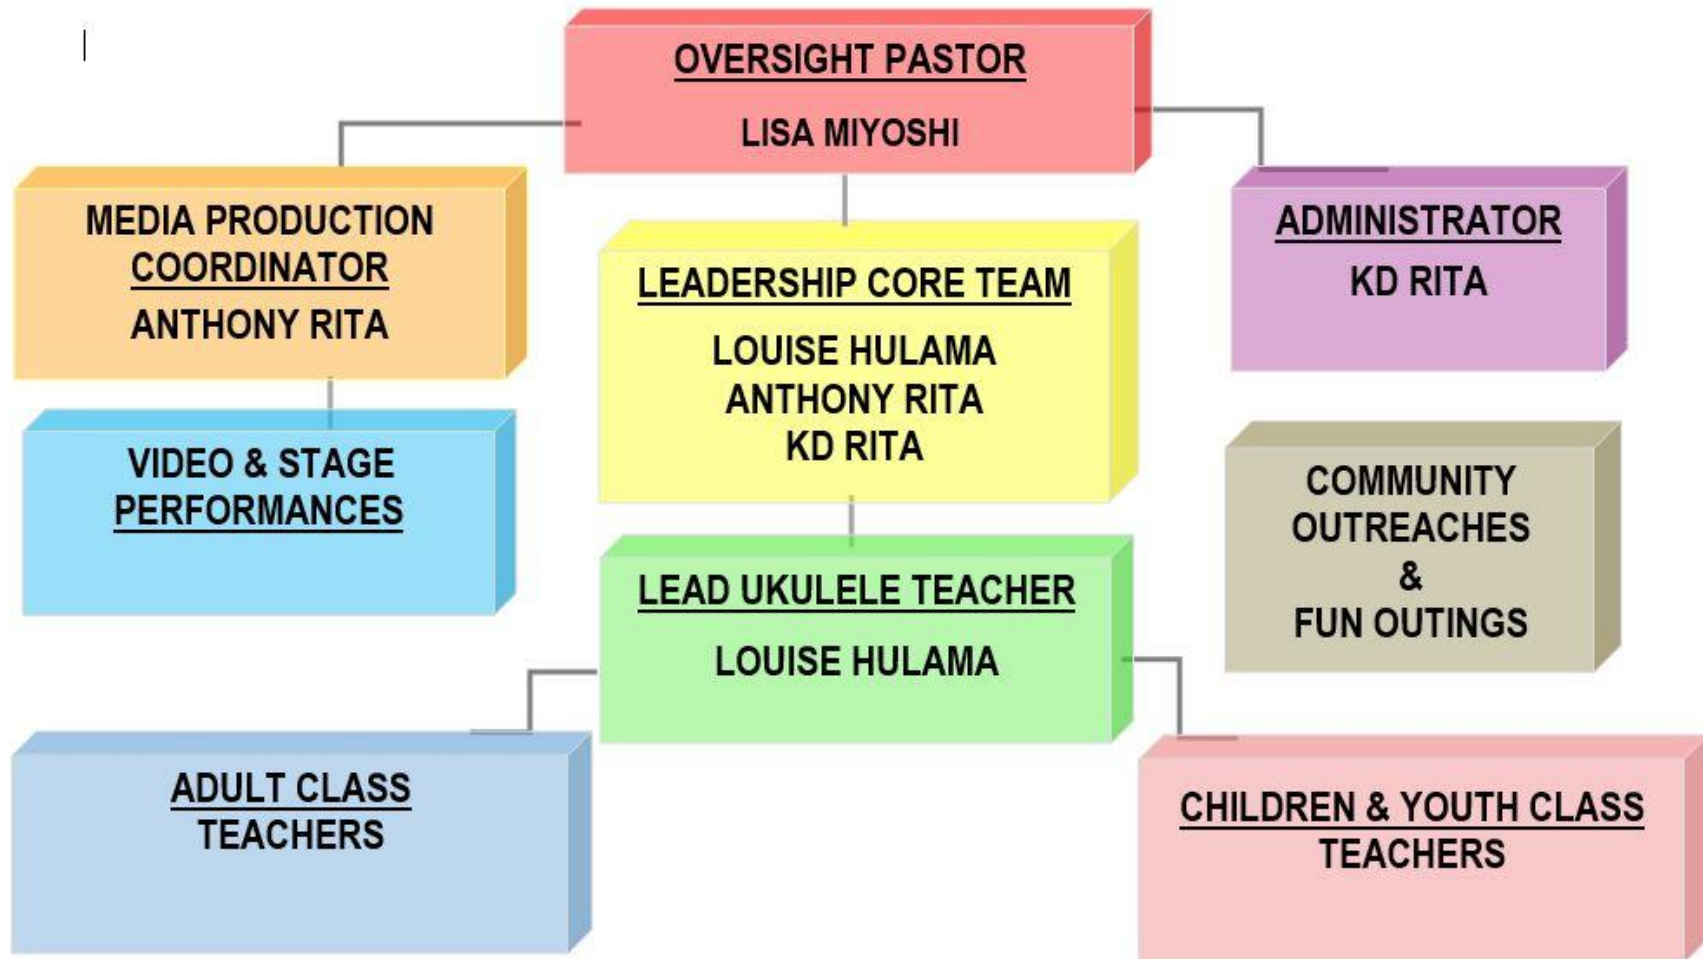 OVERSIGHT PASTOR
LISA MIYOSHI
MEDIA PRODUCTION
COORDINATOR
ANTHONY RITA
LEADERSHIP CORE TEAM
LOUISE HULAMA
ANTHONY RITA
KD RITA
ADMINISTRATOR
KD RITA
VIDEO & STAGE
PERFORMANCES
LEAD UKULELE TEACHER
LOUISE HULAMA
COMMUNITY
OUTREACHES
&
FUN OUTINGS
ADULT CLASS
TEACHERS
CHILDREN & YOUTH CLASS
TEACHERS